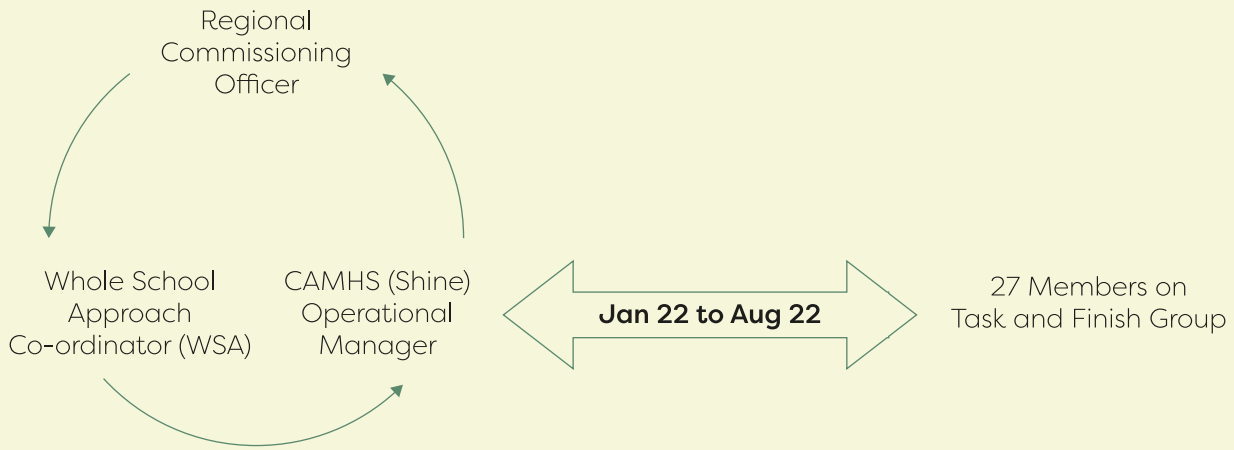 Regional
Commissioning
Officer
Whole School
Approach
Co-ordinator (WSA)
CAMHS (Shine)
Operational
Manager
Jan 22 to Aug 22
27 Members on
Task and Finish Group